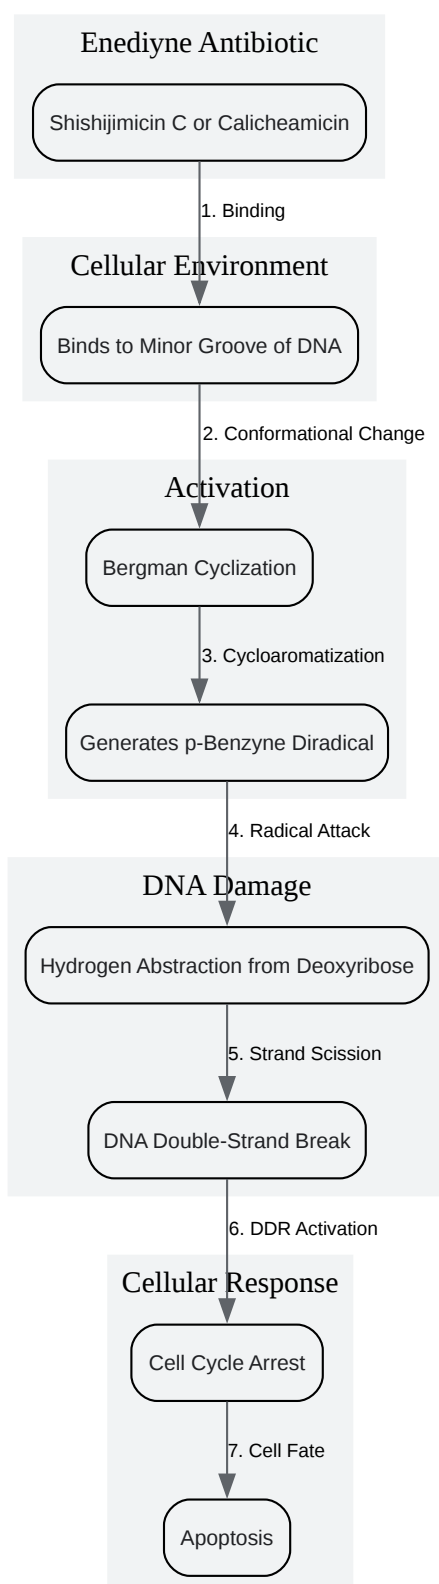 Enediyne Antibiotic
Shishijimicin C or Calicheamicin
1. Binding
Cellular Environment
Binds to Minor Groove of DNA
2. Conformational Change
Activation
Bergman Cyclization
3. Cycloaromatization
Generates p-Benzyne Diradical
4. Radical Attack
DNA Damage
Hydrogen Abstraction from Deoxyribose
5. Strand Scission
DNA Double-Strand Break
6. DDR Activation
Cellular Response
Cell Cycle Arrest
7. Cell Fate
Apoptosis